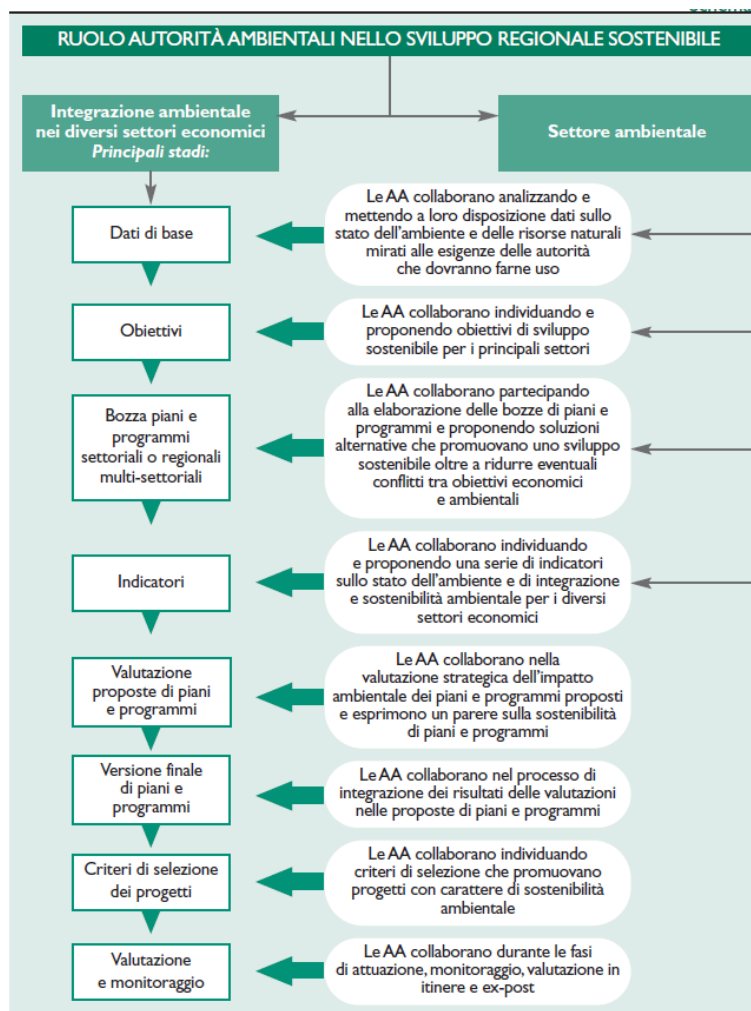 RUOLO AUTORITÀ AMBIENTALI NELLO SVILUPPO REGIONALE SOSTENIBILE
Integrazione ambientale
nei diversi settori economici
Principali stadi:
Settore ambientale
Dati di base
Le AA collaborano analizzando e
mettendo a loro disposizione dati sullo
stato dell'ambiente e delle risorse naturali
mirati alle esigenze delle autorità
che dovranno farne uso
Obiettivi
Le AA collaborano individuando e
proponendo obiettivi di sviluppo
sostenibile per i principali settori
Bozza piani e
programmi
settoriali o regionali
multi-settoriali
Le AA collaborano partecipando
alla elaborazione delle bozze di piani e
programmi e proponendo soluzioni
alternative che promuovano uno sviluppo
sostenibile oltre a ridurre eventuali
conflitti tra obiettivi economici
e ambientali
Indicatori
Le AA collaborano individuando
e proponendo una serie di indicatori
sullo stato dell'ambiente e di integrazione
e sostenibilità ambientale per i diversi
settori economici
Valutazione
proposte di piani
e programmi
Le AA collaborano nella
valutazione strategica dell'impatto
ambientale dei piani e programmi proposti
e esprimono un parere sulla sostenibilità
di piani e programmi
Versione finale
di piani e
programmi
Le AA collaborano nel processo di
integrazione dei risultati delle valutazioni
nelle proposte di piani e programmi
Criteri di selezione
dei progetti
Le AA collaborano individuando
criteri di selezione che promuovano
progetti con carattere di sostenibilità
ambientale
Valutazione
e monitoraggio
Le AA collaborano durante le fasi
di attuazione, monitoraggio, valutazione in
itinere e ex-post